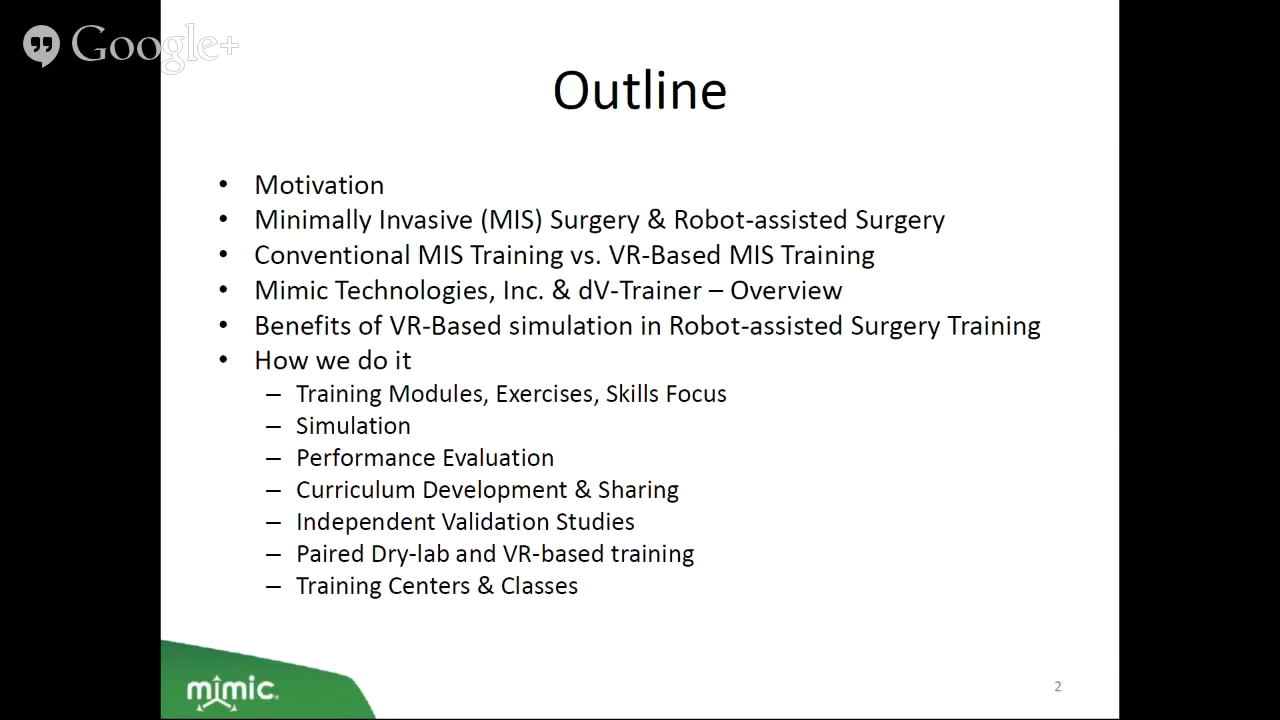 Google+
Outline
• Motivation
• Minimally Invasive (MIS) Surgery & Robot-assisted Surgery
• Conventional MIS Training vs. VR-Based MIS Training
• Mimic Technologies, Inc. & dV-Trainer – Overview
• Benefits of VR-Based simulation in Robot-assisted Surgery Training
• How we do it
– Training Modules, Exercises, Skills Focus
– Simulation
– Performance Evaluation
– Curriculum Development & Sharing
– Independent Validation Studies
– Paired Dry-lab and VR-based training
– Training Centers & Classes
mimic
2